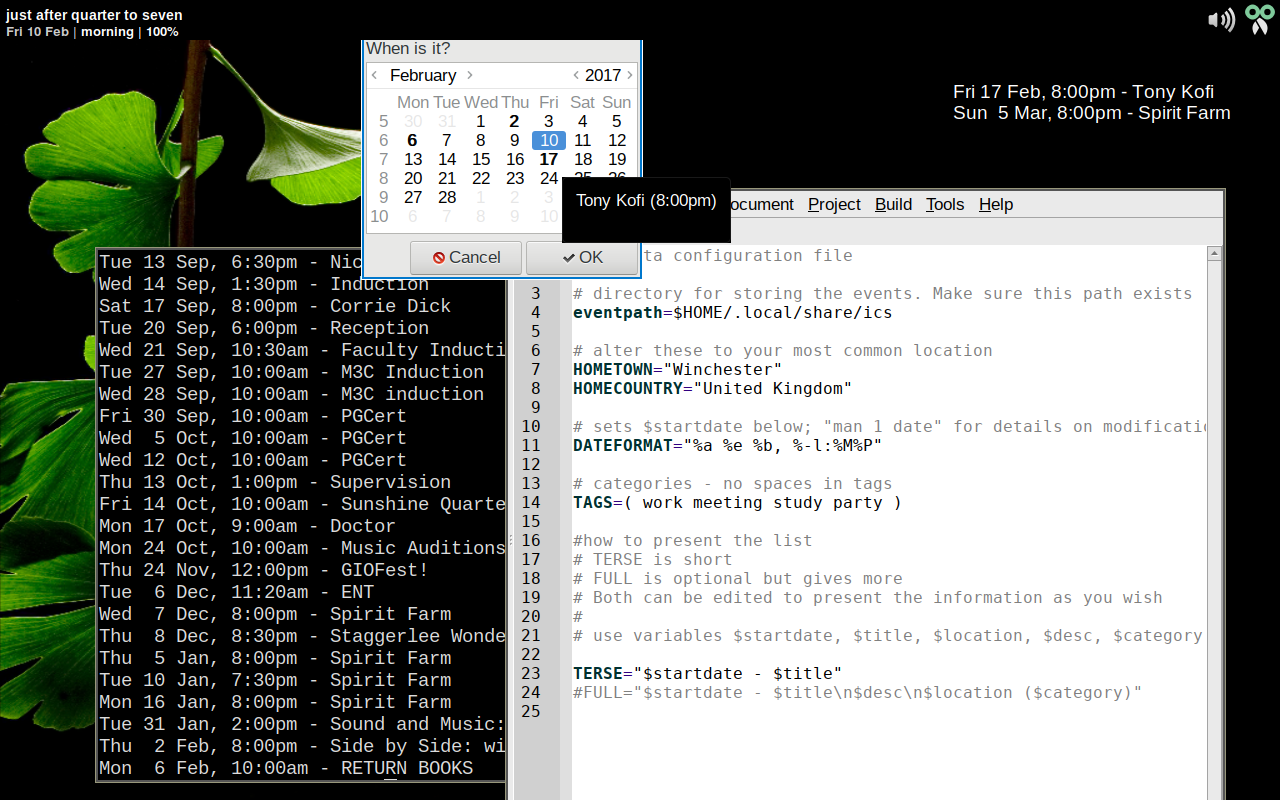 just after quarter to seven
Fri 10 Feb | morning | 100%
When is it?
‹ February › ‹ 2017 ›
Mon Tue Wed Thu Fri Sat Sun
5 30 31 1 2 3 4 5
6 6 7 8 9 10 11 12
7 13 14 15 16 17 18 19
8 20 21 22 23 24 25 26
9 27 28 1 2 3
10 6 7 8 9 10
Tony Kofi (8:00pm)
Cancel OK
Fri 17 Feb, 8:00pm - Tony Kofi
Sun 5 Mar, 8:00pm - Spirit Farm
Tue 13 Sep, 6:30pm - Nic
Wed 14 Sep, 1:30pm - Induction
Sat 17 Sep, 8:00pm - Corrie Dick
Tue 20 Sep, 6:00pm - Reception
Wed 21 Sep, 10:30am - Faculty Inducti
Tue 27 Sep, 10:00am - M3C Induction
Wed 28 Sep, 10:00am - M3C induction
Fri 30 Sep, 10:00am - PGCert
Wed 5 Oct, 10:00am - PGCert
Wed 12 Oct, 10:00am - PGCert
Thu 13 Oct, 1:00pm - Supervision
Fri 14 Oct, 10:00am - Sunshine Quarte
Mon 17 Oct, 9:00am - Doctor
Mon 24 Oct, 10:00am - Music Auditions
Thu 24 Nov, 12:00pm - GIOFest!
Tue 6 Dec, 11:20am - ENT
Wed 7 Dec, 8:00pm - Spirit Farm
Thu 8 Dec, 8:30pm - Staggerlee Wonde
Thu 5 Jan, 8:00pm - Spirit Farm
Tue 10 Jan, 7:30pm - Spirit Farm
Mon 16 Jan, 8:00pm - Spirit Farm
Tue 31 Jan, 2:00pm - Sound and Music:
Thu 2 Feb, 8:00pm - Side by Side: wi
Mon 6 Feb, 10:00am - RETURN BOOKS
ocument Project Build Tools Help
ta configuration file
3 # directory for storing the events. Make sure this path exists
4 eventpath=$HOME/.local/share/ics
5
6 # alter these to your most common location
7 HOMETOWN="Winchester"
8 HOMECOUNTRY="United Kingdom"
9
10 # sets $startdate below; "man 1 date" for details on modificatio
11 DATEFORMAT="%a %e %b, %-l:%M%P"
12
13 # categories - no spaces in tags
14 TAGS=( work meeting study party )
15
16 #how to present the list
17 # TERSE is short
18 # FULL is optional but gives more
19 # Both can be edited to present the information as you wish
20 #
21 # use variables $startdate, $title, $location, $desc, $category
22
23 TERSE="$startdate - $title"
24 #FULL="$startdate - $title\n$desc\n$location ($category)"
25